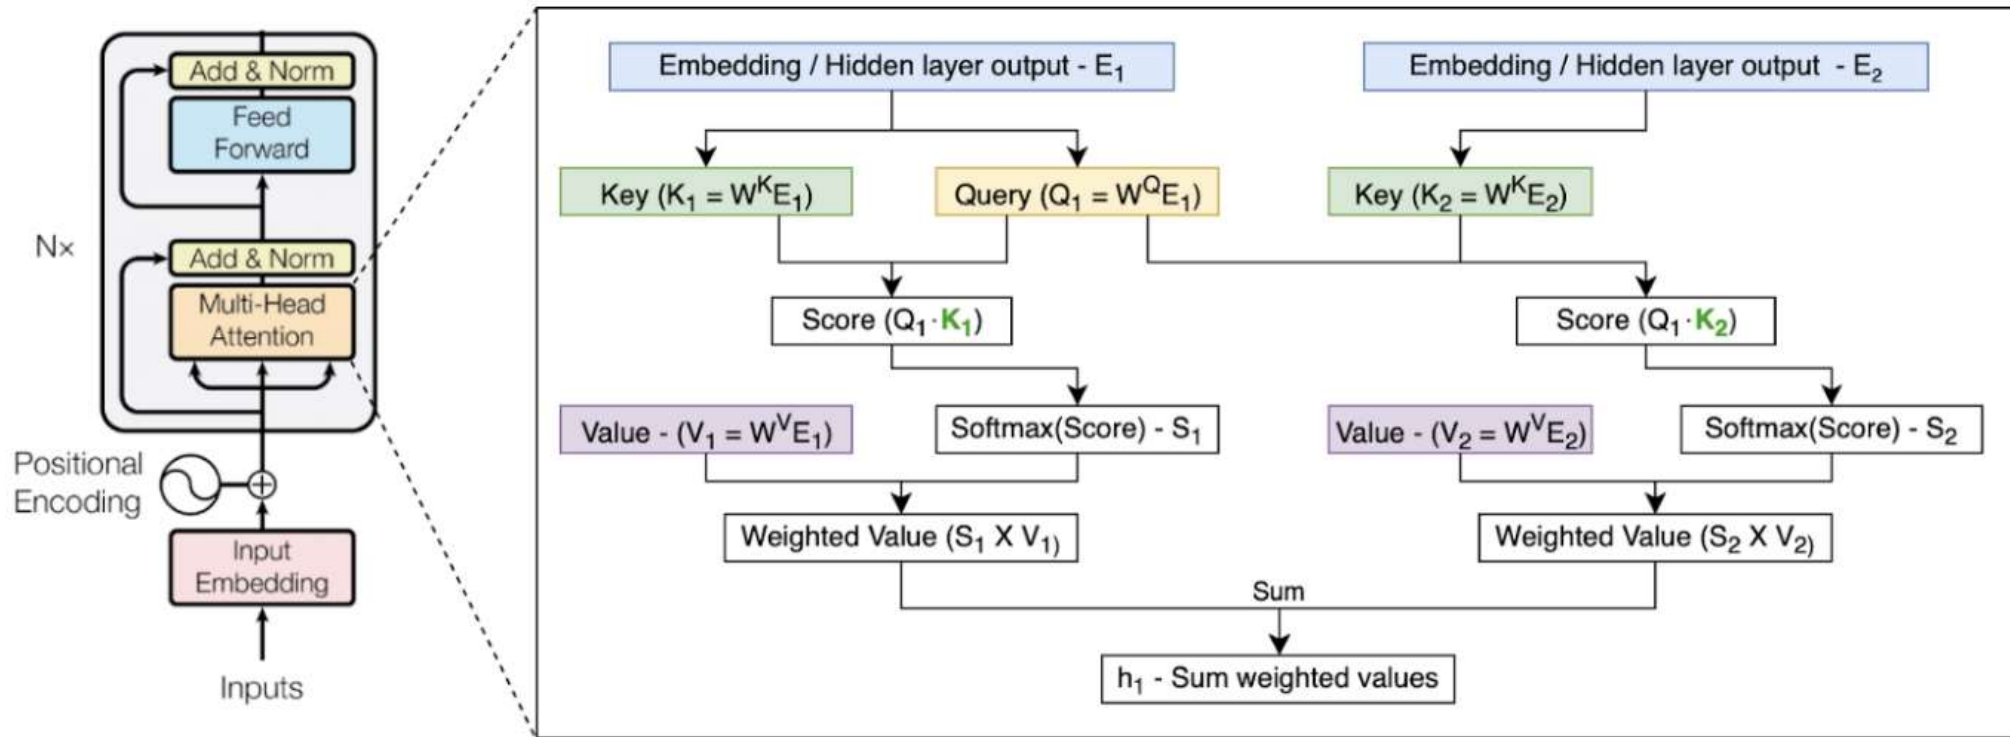 Add & Norm
Feed
Forward
Nx
Add & Norm
Multi-Head
Attention
Positional
Encoding
Input
Embedding
Inputs
Embedding / Hidden layer output - E₁
Embedding / Hidden layer output - E₂
Key (K₁ = WᴷE₁)
Query (Q₁ = WQE₁)
Key (K₂ = WᴷE₂)
Score (Q₁·K₁)
Score (Q₁·K₂)
Value - (V₁ = WⱽE₁)
Softmax(Score) - S₁
Value - (V₂ = WⱽE₂)
Softmax(Score) - S₂
Weighted Value (S₁ X V₁)
Weighted Value (S₂ X V₂)
Sum
h₁ - Sum weighted values